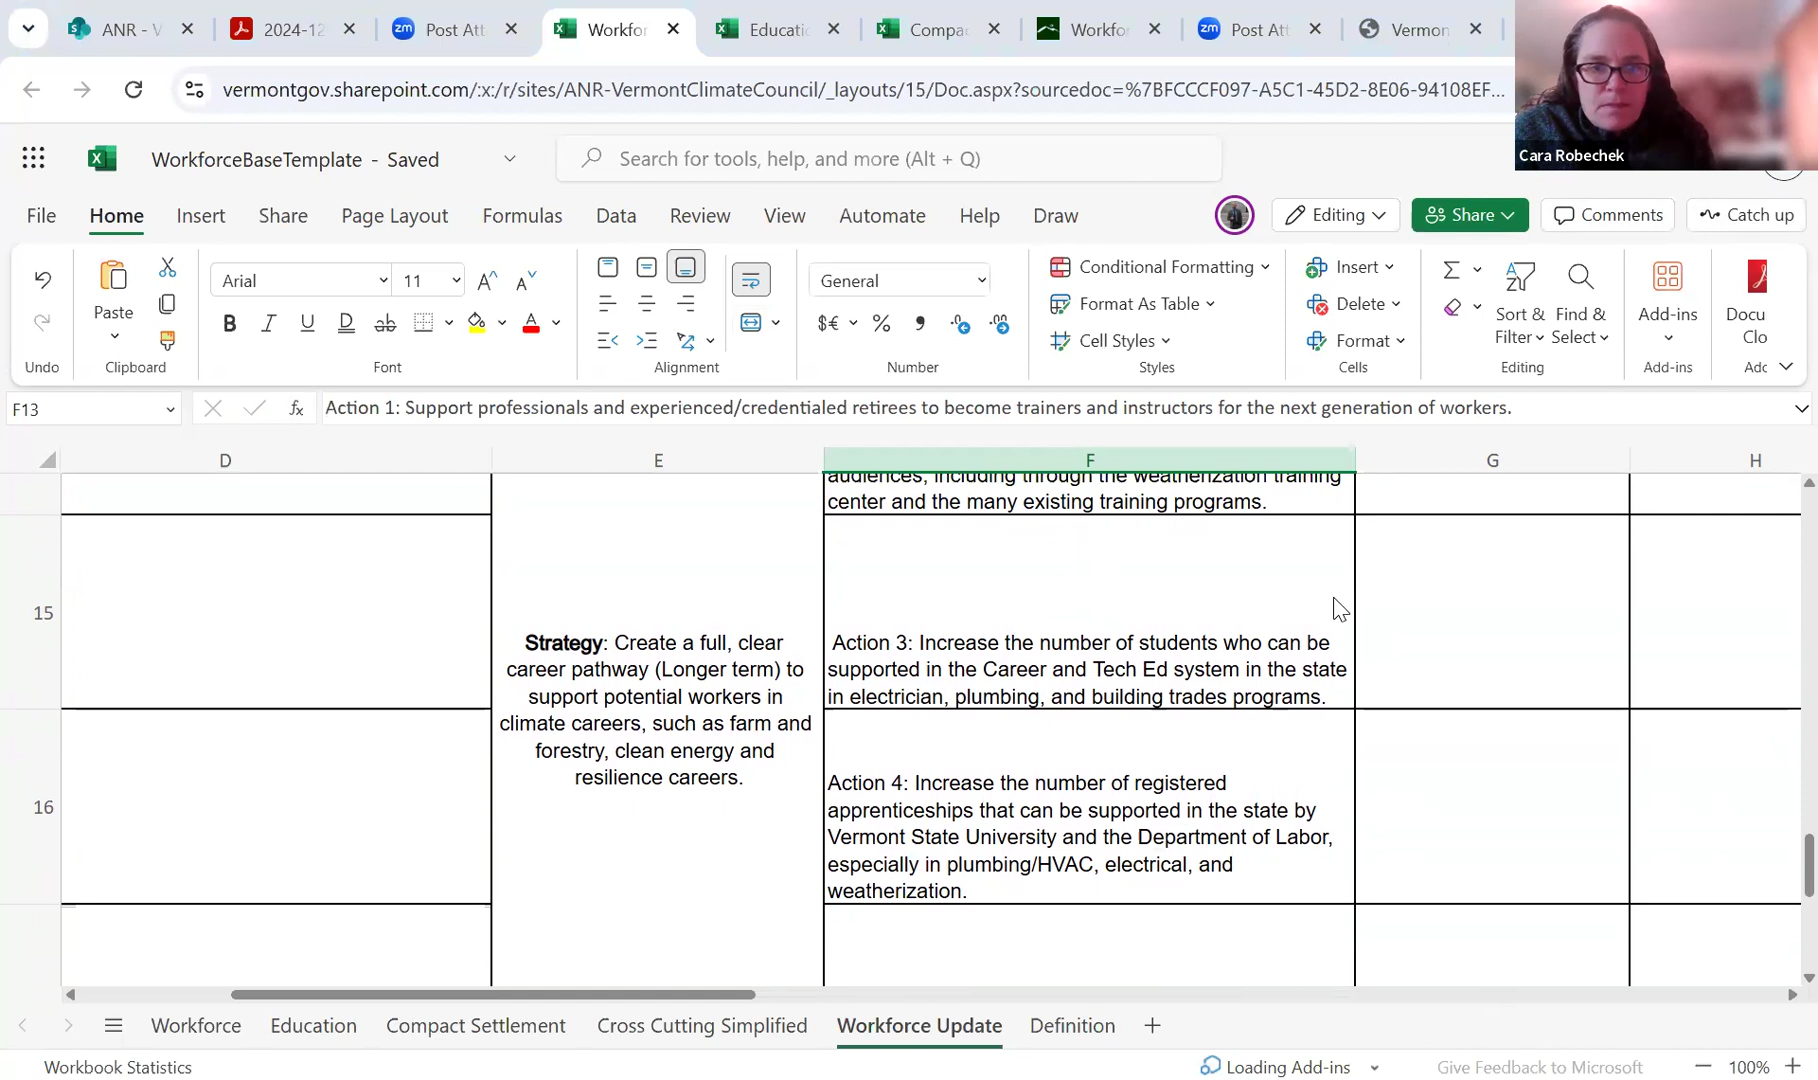 ANR - V
2024-12
Post Att
Workfor
Educatio
Compac
Workfo
Post Att
Vermon
vermontgov.sharepoint.com/:x:/r/sites/ANR-VermontClimateCouncil/_layouts/15/Doc.aspx?sourcedoc=%7BFCCCF097-A5C1-45D2-8E06-94108EF...
Cara Robechek
WorkforceBaseTemplate - Saved
Search for tools, help, and more (Alt + Q)
File Home Insert Share Page Layout Formulas Data Review View Automate Help Draw
Editing Share Comments Catch up
Paste
Arial 11
General
Conditional Formatting
Format As Table
Cell Styles
Insert
Delete
Format
Sort & Filter
Find & Select
Add-ins
Docu
Clo
Undo Clipboard Font Alignment Number Styles Cells Editing Add-ins Adc
F13
Action 1: Support professionals and experienced/credentialed retirees to become trainers and instructors for the next generation of workers.
D E F G H
audiences, including through the weatherization training
center and the many existing training programs.
15
Strategy: Create a full, clear
career pathway (Longer term) to
support potential workers in
climate careers, such as farm and
forestry, clean energy and
resilience careers.
Action 3: Increase the number of students who can be
supported in the Career and Tech Ed system in the state
in electrician, plumbing, and building trades programs.
16
Action 4: Increase the number of registered
apprenticeships that can be supported in the state by
Vermont State University and the Department of Labor,
especially in plumbing/HVAC, electrical, and
weatherization.
Workforce Education Compact Settlement Cross Cutting Simplified Workforce Update Definition
Workbook Statistics
Loading Add-ins
Give Feedback to Microsoft
100%